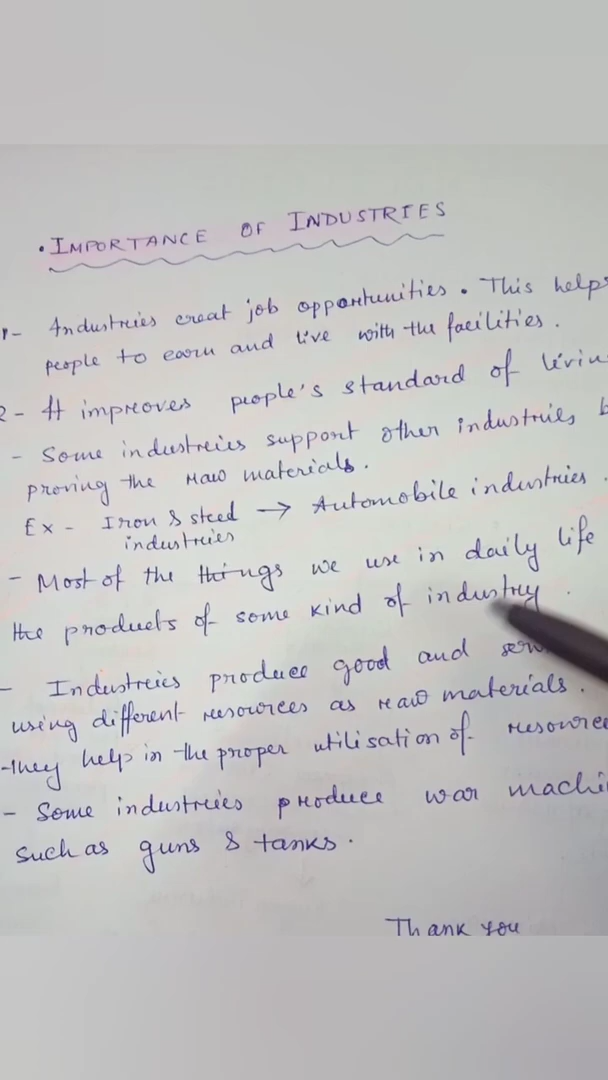 • IMPORTANCE OF INDUSTRIES
1- Industries creat job opportunities. This helps
people to earn and live with the facilities.
2- It improves people's standard of livin
- Some industries support other industries b
proving the raw materials.
Ex - Iron & steed → Automobile industries.
industries
- Most of the things we use in daily life
the products of some kind of industry.
- Industries produce good and ser
using different resources as raw materials.
- They help in the proper utilisation of resource
- Some industries produce war machi
such as guns & tanks.
Thank you